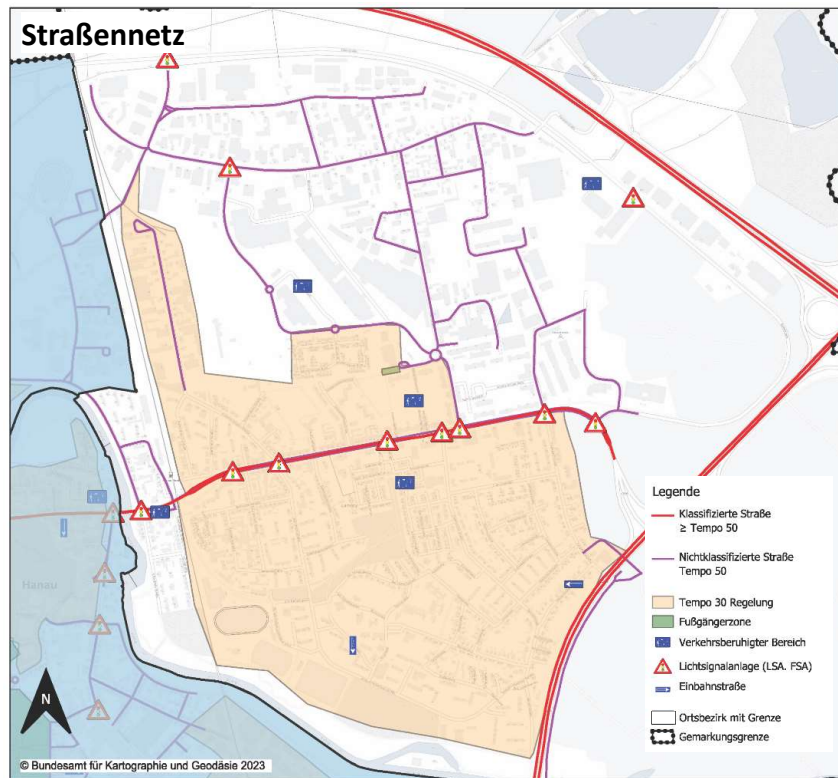 Straßennetz
Hanau
N
Legende
Klassifizierte Straße
≥ Tempo 50
Nichtklassifizierte Straße
Tempo 50
Tempo 30 Regelung
Fußgängerzone
Verkehrsberuhigter Bereich
Lichtsignalanlage (LSA. FSA)
Einbahnstraße
Ortsbezirk mit Grenze
Gemarkungsgrenze
© Bundesamt für Kartographie und Geodäsie 2023